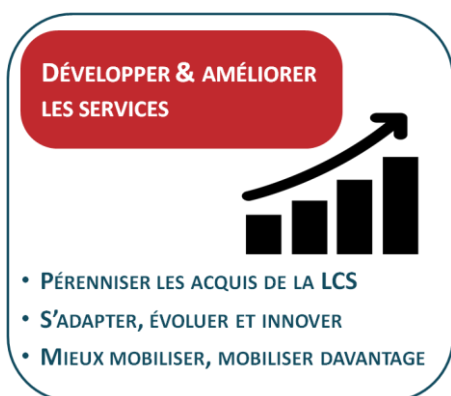 DÉVELOPPER & AMÉLIORER
LES SERVICES
• PÉRENNISER LES ACQUIS DE LA LCS
• S'ADAPTER, ÉVOLUER ET INNOVER
• MIEUX MOBILISER, MOBILISER DAVANTAGE